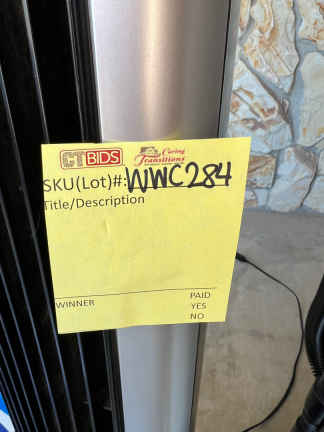 CTBIDS Caring Transitions
SKU(Lot)#: WWC284
Title/Description
WINNER PAID
YES
NO